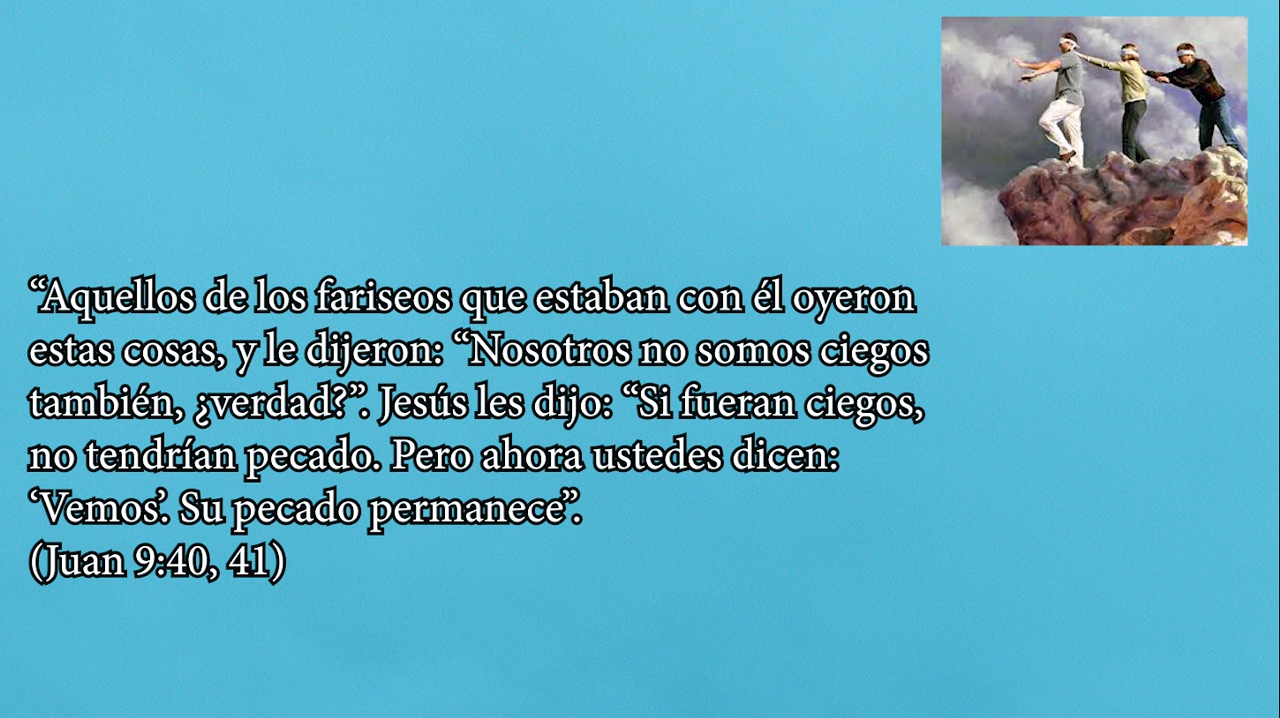 “Aquellos de los fariseos que estaban con él oyeron
estas cosas, y le dijeron: “Nosotros no somos ciegos
también, ¿verdad?”. Jesús les dijo: “Si fueran ciegos,
no tendrían pecado. Pero ahora ustedes dicen:
‘Vemos’. Su pecado permanece”.
(Juan 9:40, 41)